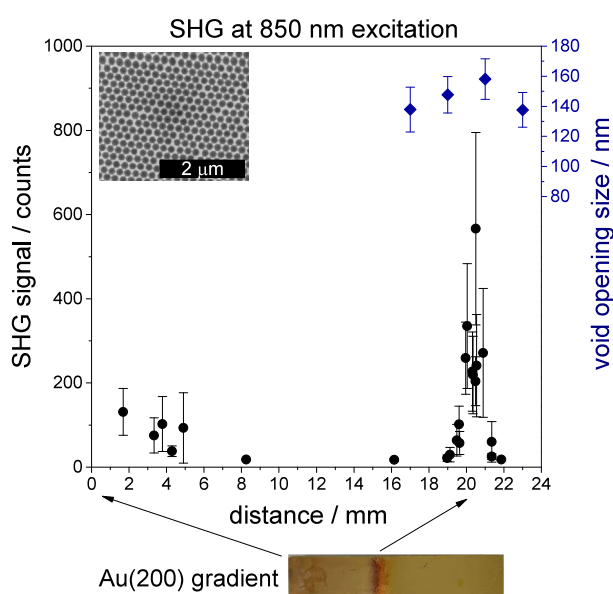 SHG at 850 nm excitation
1000
800
600
400
200
0
SHG signal / counts
2 μm
180
160
140
120
100
80
void opening size / nm
0 2 4 6 8 10 12 14 16 18 20 22 24
distance / mm
Au(200) gradient